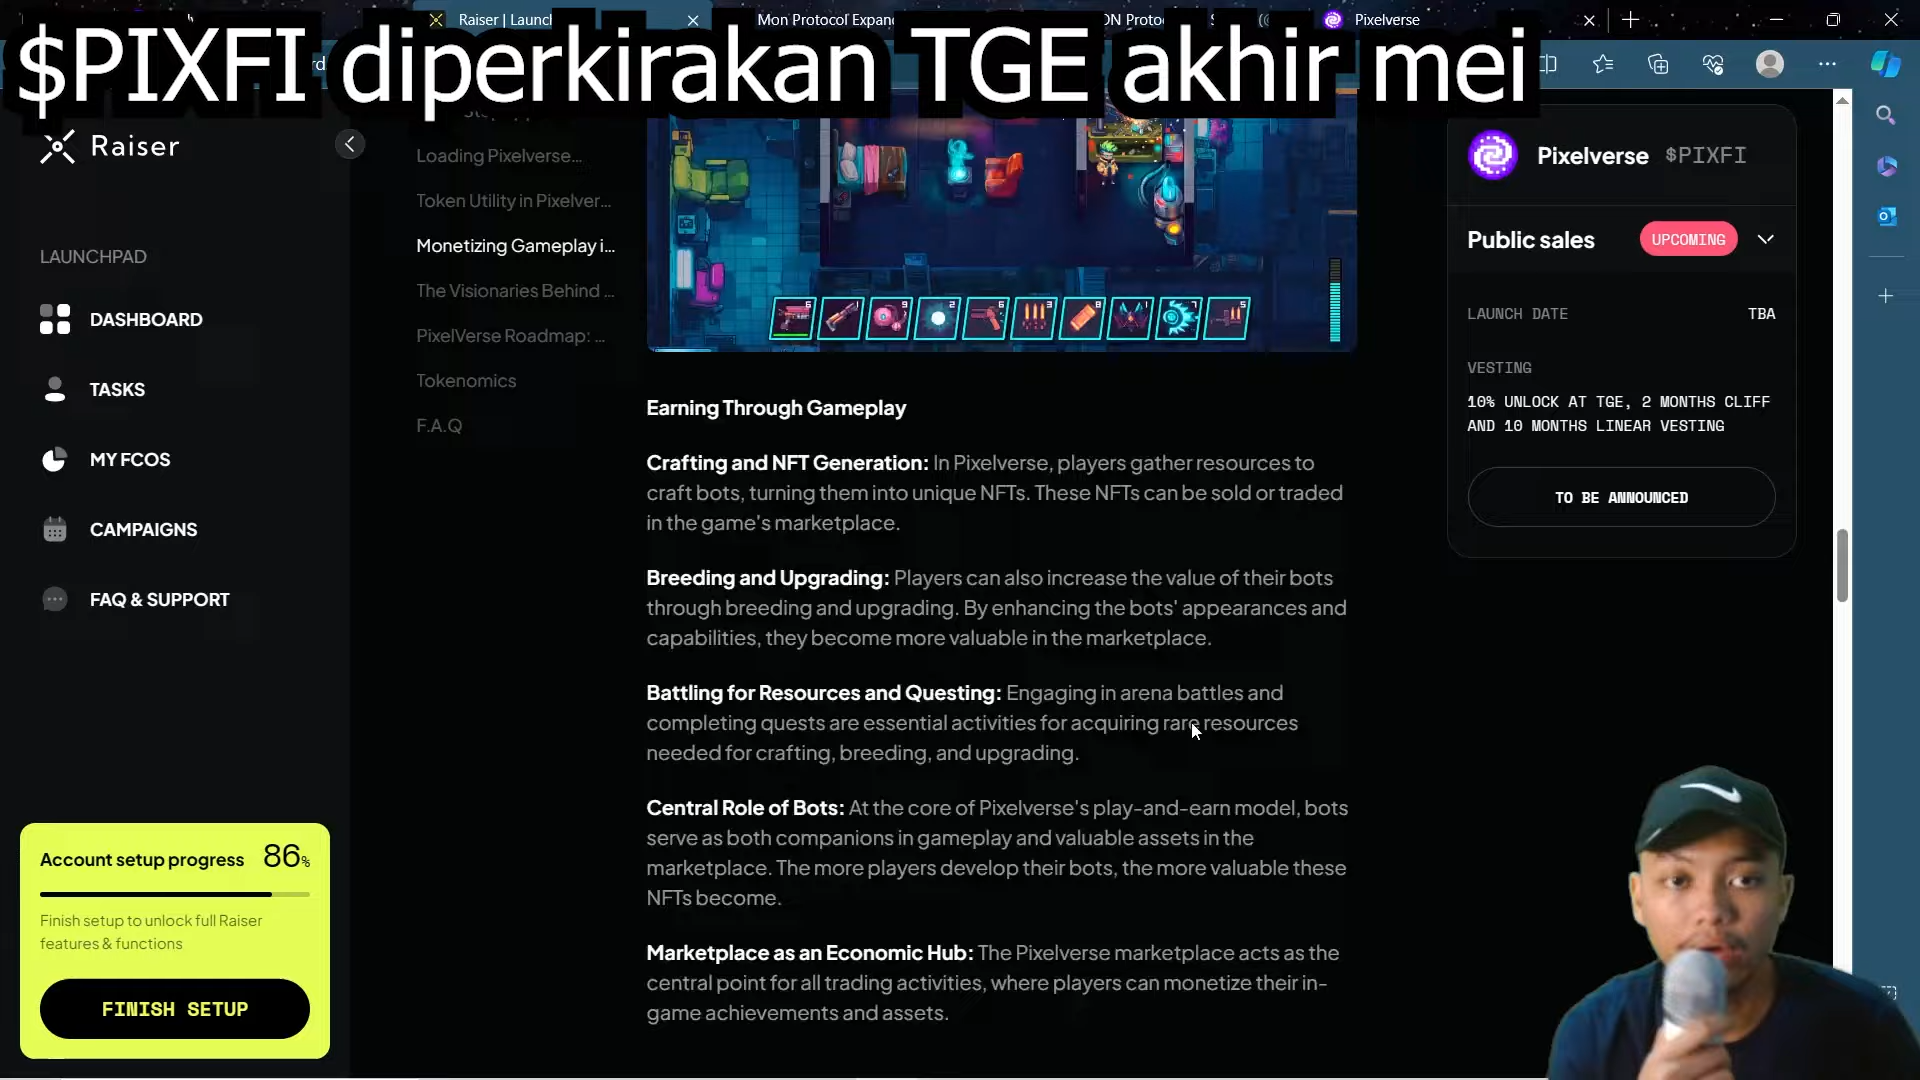 Raiser | Launch
Mon Protocol Expan
Pixelverse
$PIXFI diperkirakan TGE akhir mei
Raiser
LAUNCHPAD
DASHBOARD
TASKS
MY FCOS
CAMPAIGNS
FAQ & SUPPORT
Account setup progress 86%
Finish setup to unlock full Raiser
features & functions
FINISH SETUP
Loading Pixelverse...
Token Utility in Pixelver...
Monetizing Gameplay i...
The Visionaries Behind ...
PixelVerse Roadmap: ...
Tokenomics
F.A.Q
Earning Through Gameplay
Crafting and NFT Generation: In Pixelverse, players gather resources to
craft bots, turning them into unique NFTs. These NFTs can be sold or traded
in the game's marketplace.
Breeding and Upgrading: Players can also increase the value of their bots
through breeding and upgrading. By enhancing the bots' appearances and
capabilities, they become more valuable in the marketplace.
Battling for Resources and Questing: Engaging in arena battles and
completing quests are essential activities for acquiring rare resources
needed for crafting, breeding, and upgrading.
Central Role of Bots: At the core of Pixelverse's play-and-earn model, bots
serve as both companions in gameplay and valuable assets in the
marketplace. The more players develop their bots, the more valuable these
NFTs become.
Marketplace as an Economic Hub: The Pixelverse marketplace acts as the
central point for all trading activities, where players can monetize their in-
game achievements and assets.
Pixelverse $PIXFI
Public sales UPCOMING
LAUNCH DATE TBA
VESTING
10% UNLOCK AT TGE, 2 MONTHS CLIFF
AND 10 MONTHS LINEAR VESTING
TO BE ANNOUNCED